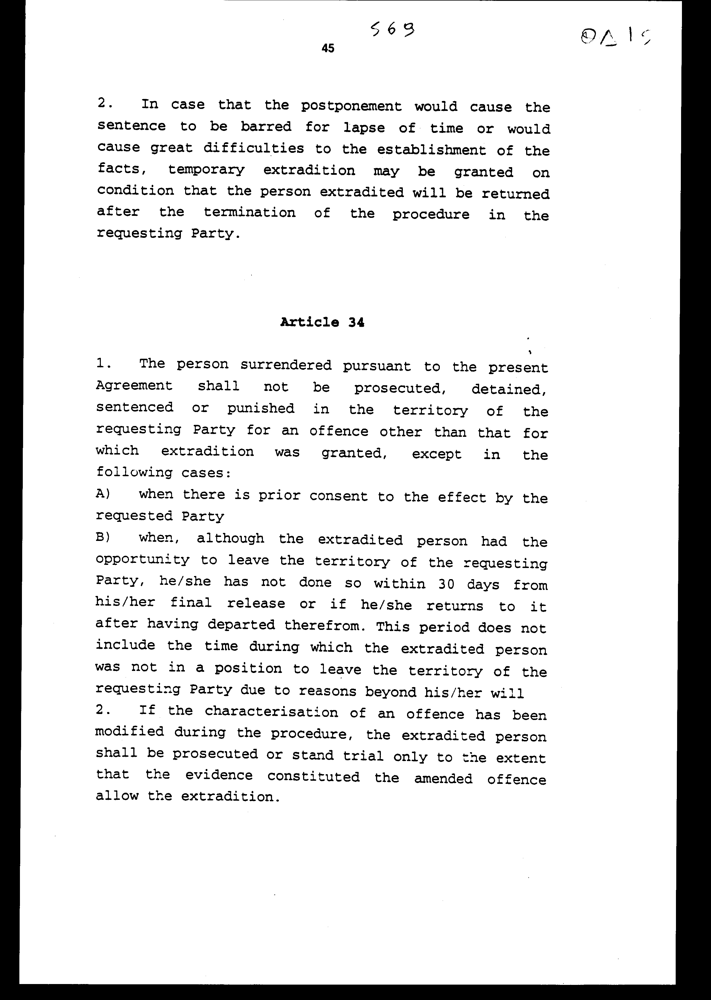 569
45
2. In case that the postponement would cause the
sentence to be barred for lapse of time or would
cause great difficulties to the establishment of the
facts, temporary extradition may be granted on
condition that the person extradited will be returned
after the termination of the procedure in the
requesting Party.
Article 34
1. The person surrendered pursuant to the present
Agreement shall not be prosecuted, detained,
sentenced or punished in the territory of the
requesting Party for an offence other than that for
which extradition was granted, except in the
following cases:
A) when there is prior consent to the effect by the
requested Party
B) when, although the extradited person had the
opportunity to leave the territory of the requesting
Party, he/she has not done so within 30 days from
his/her final release or if he/she returns to it
after having departed therefrom. This period does not
include the time during which the extradited person
was not in a position to leave the territory of the
requesting Party due to reasons beyond his/her will
2. If the characterisation of an offence has been
modified during the procedure, the extradited person
shall be prosecuted or stand trial only to the extent
that the evidence constituted the amended offence
allow the extradition.